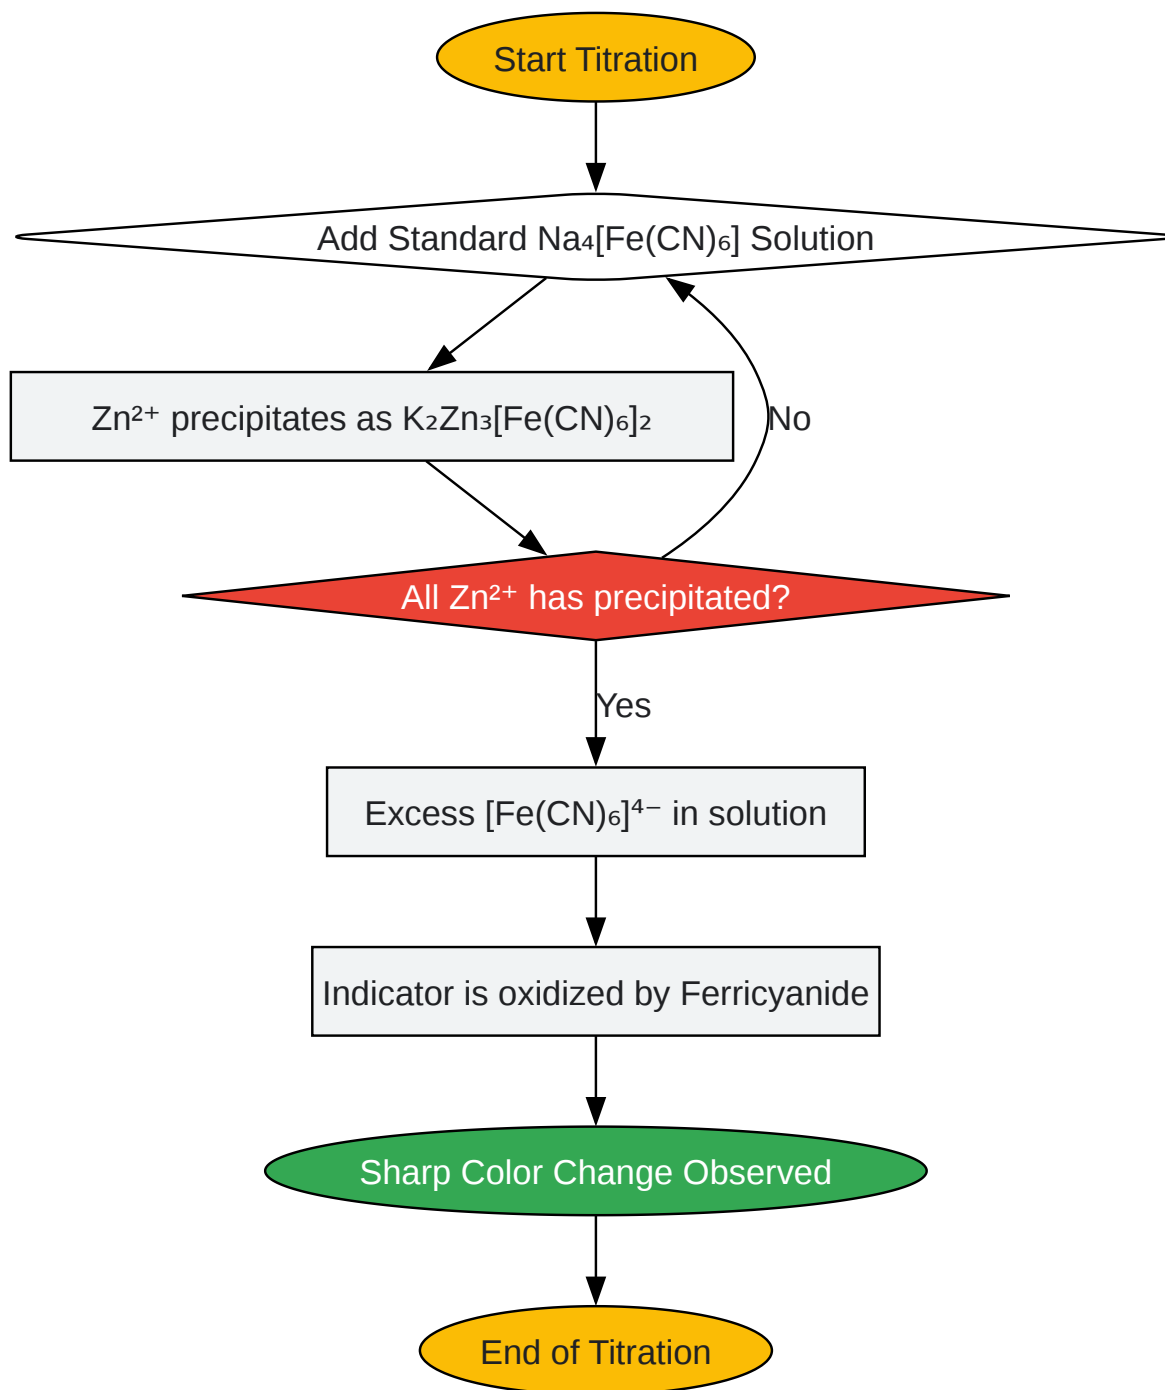 Start Titration
Add Standard Na₄[Fe(CN)₆] Solution
Zn²⁺ precipitates as K₂Zn₃[Fe(CN)₆]₂
No
All Zn²⁺ has precipitated?
Yes
Excess [Fe(CN)₆]⁴⁻ in solution
Indicator is oxidized by Ferricyanide
Sharp Color Change Observed
End of Titration